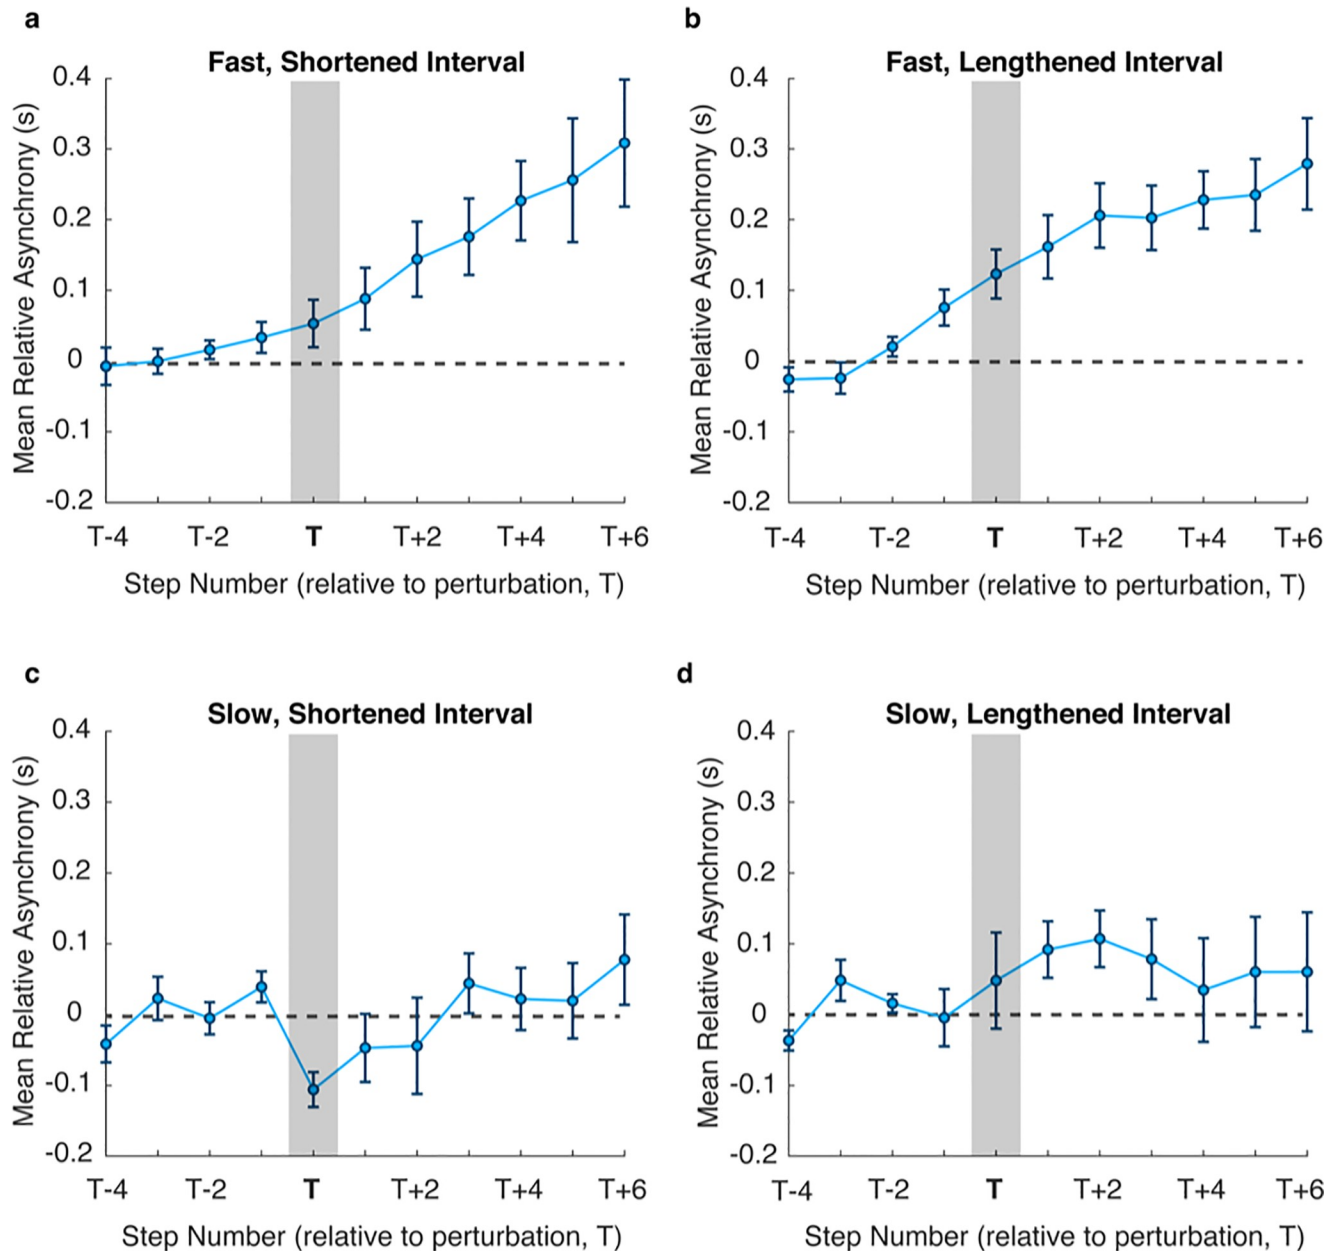 a
Fast, Shortened Interval
Mean Relative Asynchrony (s)
0.4
0.3
0.2
0.1
0
-0.1
-0.2
T-4 T-2 T T+2 T+4 T+6
Step Number (relative to perturbation, T)
b
Fast, Lengthened Interval
Mean Relative Asynchrony (s)
0.4
0.3
0.2
0.1
0
-0.1
-0.2
T-4 T-2 T T+2 T+4 T+6
Step Number (relative to perturbation, T)
c
Slow, Shortened Interval
Mean Relative Asynchrony (s)
0.4
0.3
0.2
0.1
0
-0.1
-0.2
T-4 T-2 T T+2 T+4 T+6
Step Number (relative to perturbation, T)
d
Slow, Lengthened Interval
Mean Relative Asynchrony (s)
0.4
0.3
0.2
0.1
0
-0.1
-0.2
T-4 T-2 T T+2 T+4 T+6
Step Number (relative to perturbation, T)